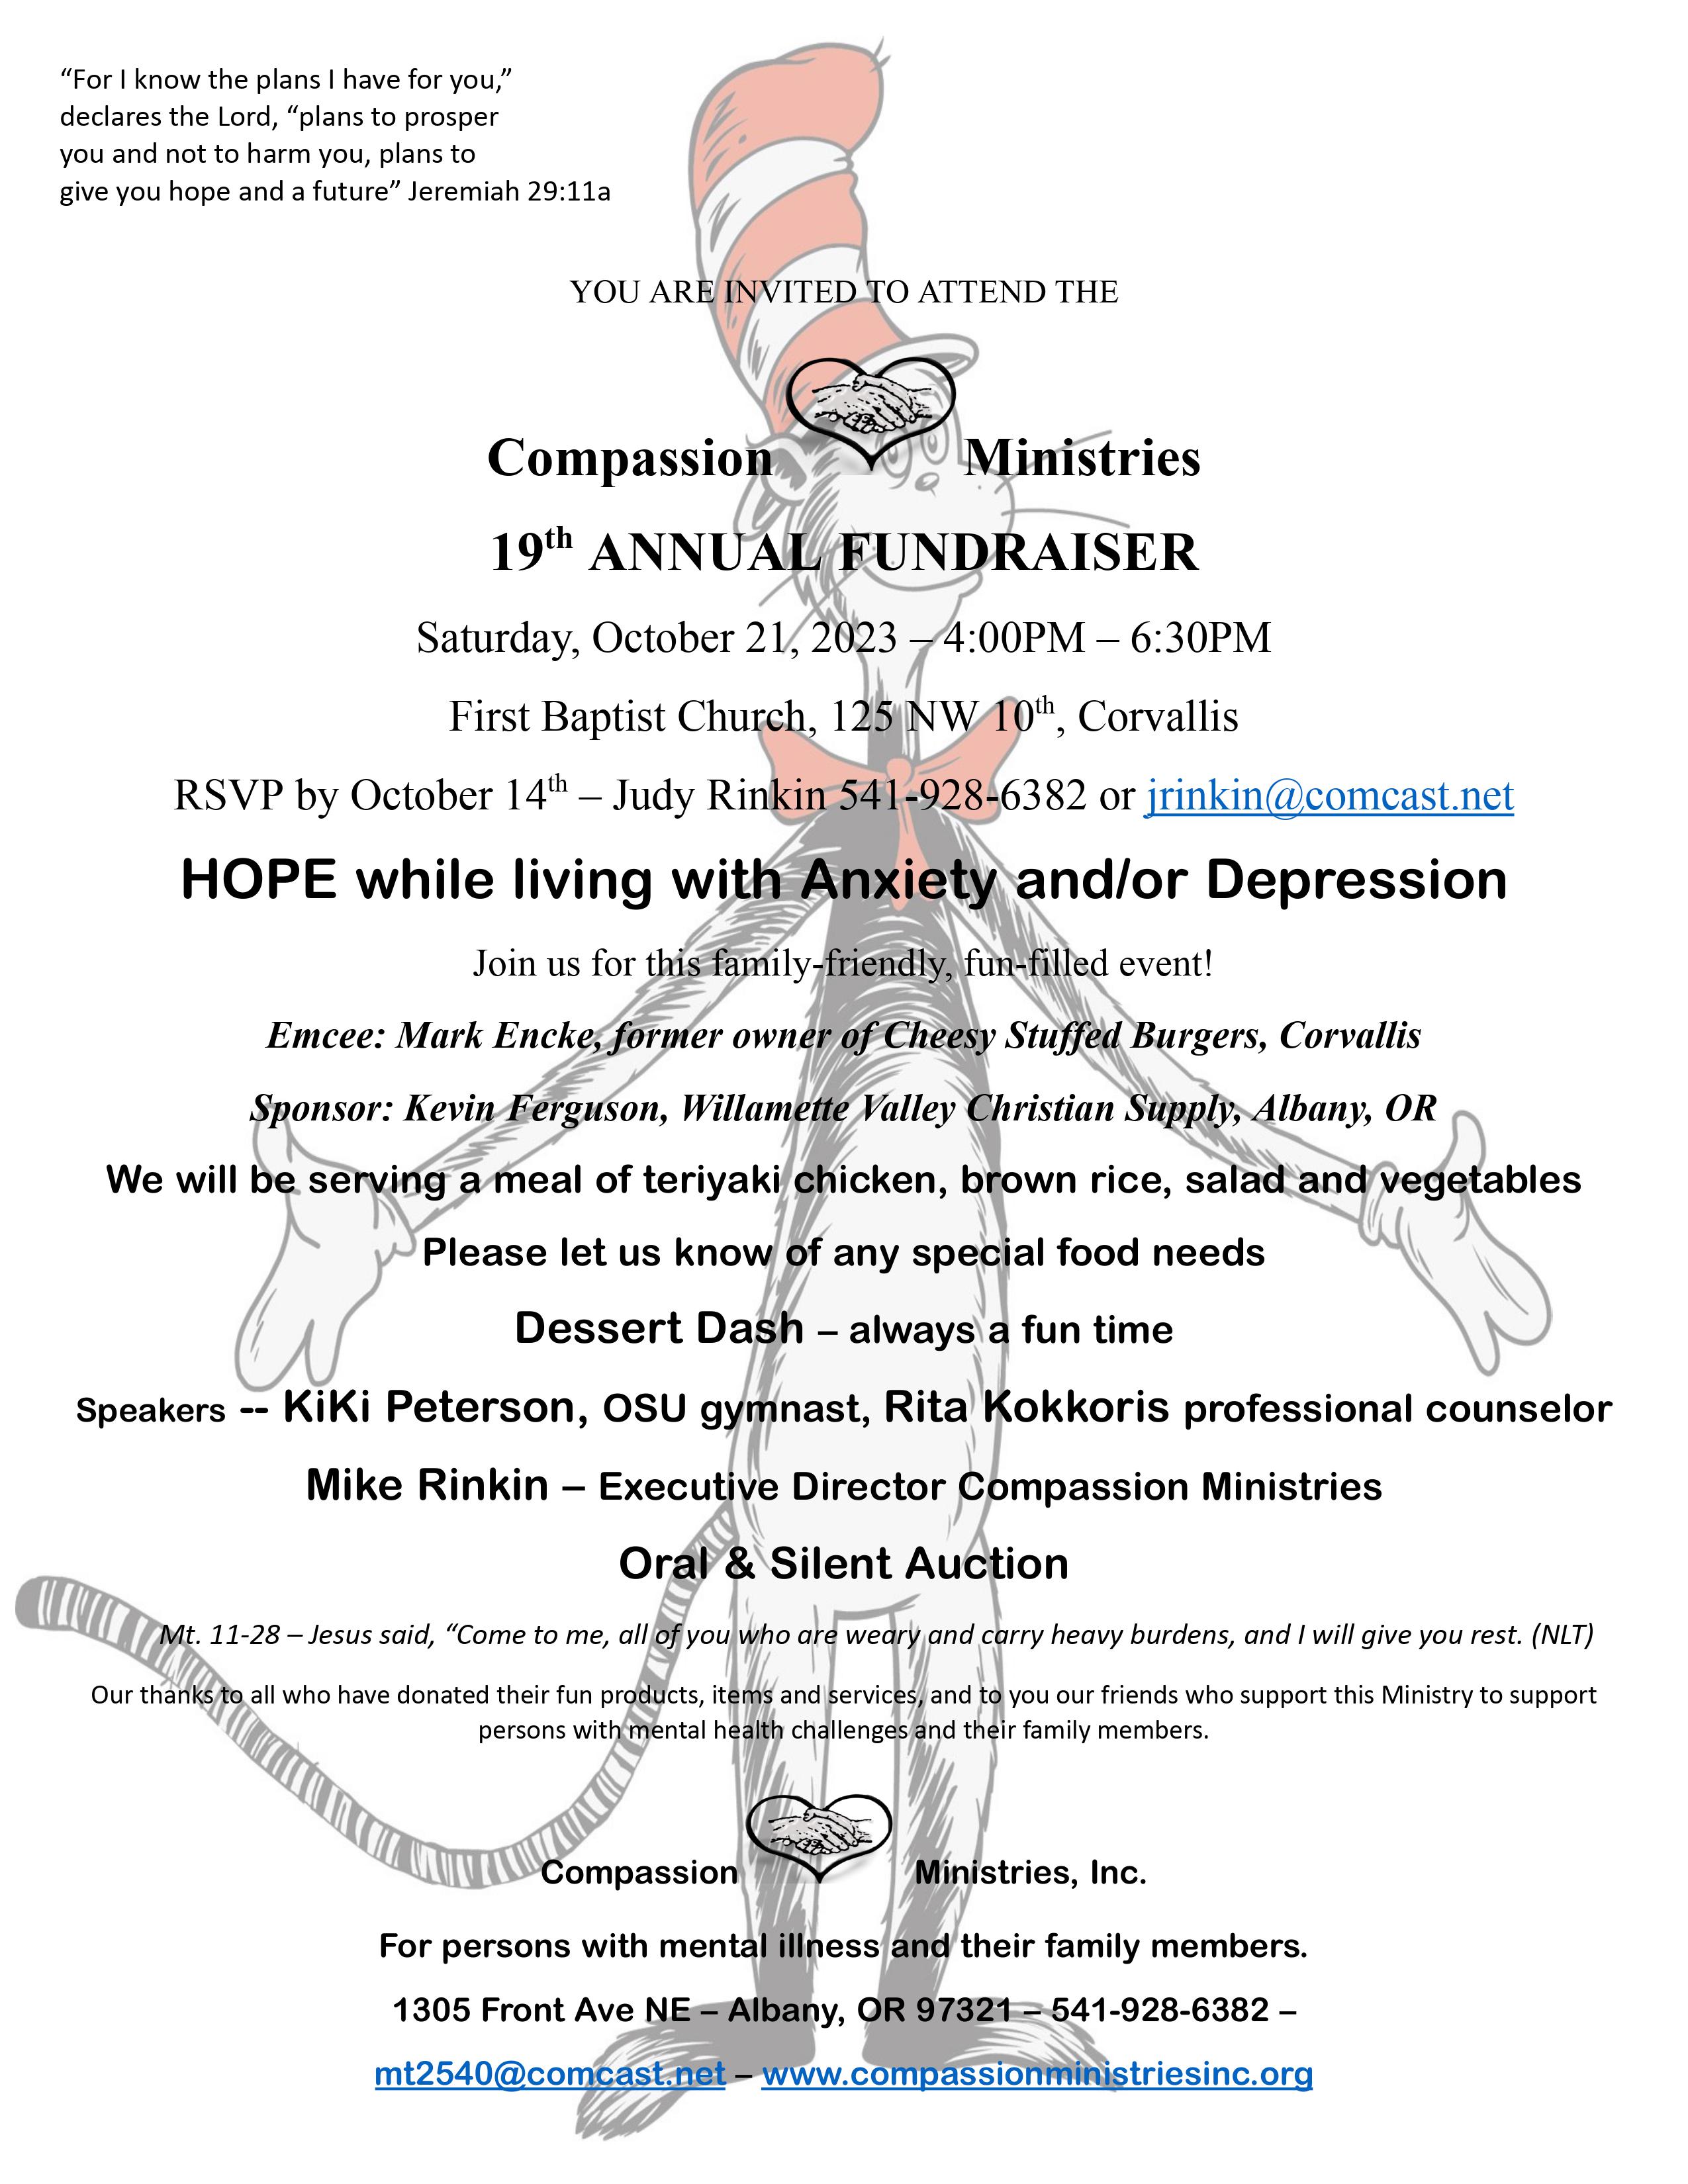 “For I know the plans I have for you,”
declares the Lord, “plans to prosper
you and not to harm you, plans to
give you hope and a future” Jeremiah 29:11a
YOU ARE INVITED TO ATTEND THE
Compassion Ministries
19th ANNUAL FUNDRAISER
Saturday, October 21, 2023 – 4:00PM – 6:30PM
First Baptist Church, 125 NW 10th, Corvallis
RSVP by October 14th – Judy Rinkin 541-928-6382 or jrinkin@comcast.net
HOPE while living with Anxiety and/or Depression
Join us for this family-friendly, fun-filled event!
Emcee: Mark Encke, former owner of Cheesy Stuffed Burgers, Corvallis
Sponsor: Kevin Ferguson, Willamette Valley Christian Supply, Albany, OR
We will be serving a meal of teriyaki chicken, brown rice, salad and vegetables
Please let us know of any special food needs
Dessert Dash – always a fun time
Speakers -- KiKi Peterson, OSU gymnast, Rita Kokkoris professional counselor
Mike Rinkin – Executive Director Compassion Ministries
Oral & Silent Auction
Mt. 11-28 – Jesus said, “Come to me, all of you who are weary and carry heavy burdens, and I will give you rest. (NLT)
Our thanks to all who have donated their fun products, items and services, and to you our friends who support this Ministry to support
persons with mental health challenges and their family members.
Compassion Ministries, Inc.
For persons with mental illness and their family members.
1305 Front Ave NE – Albany, OR 97321 – 541-928-6382 –
mt2540@comcast.net – www.compassionministriesinc.org